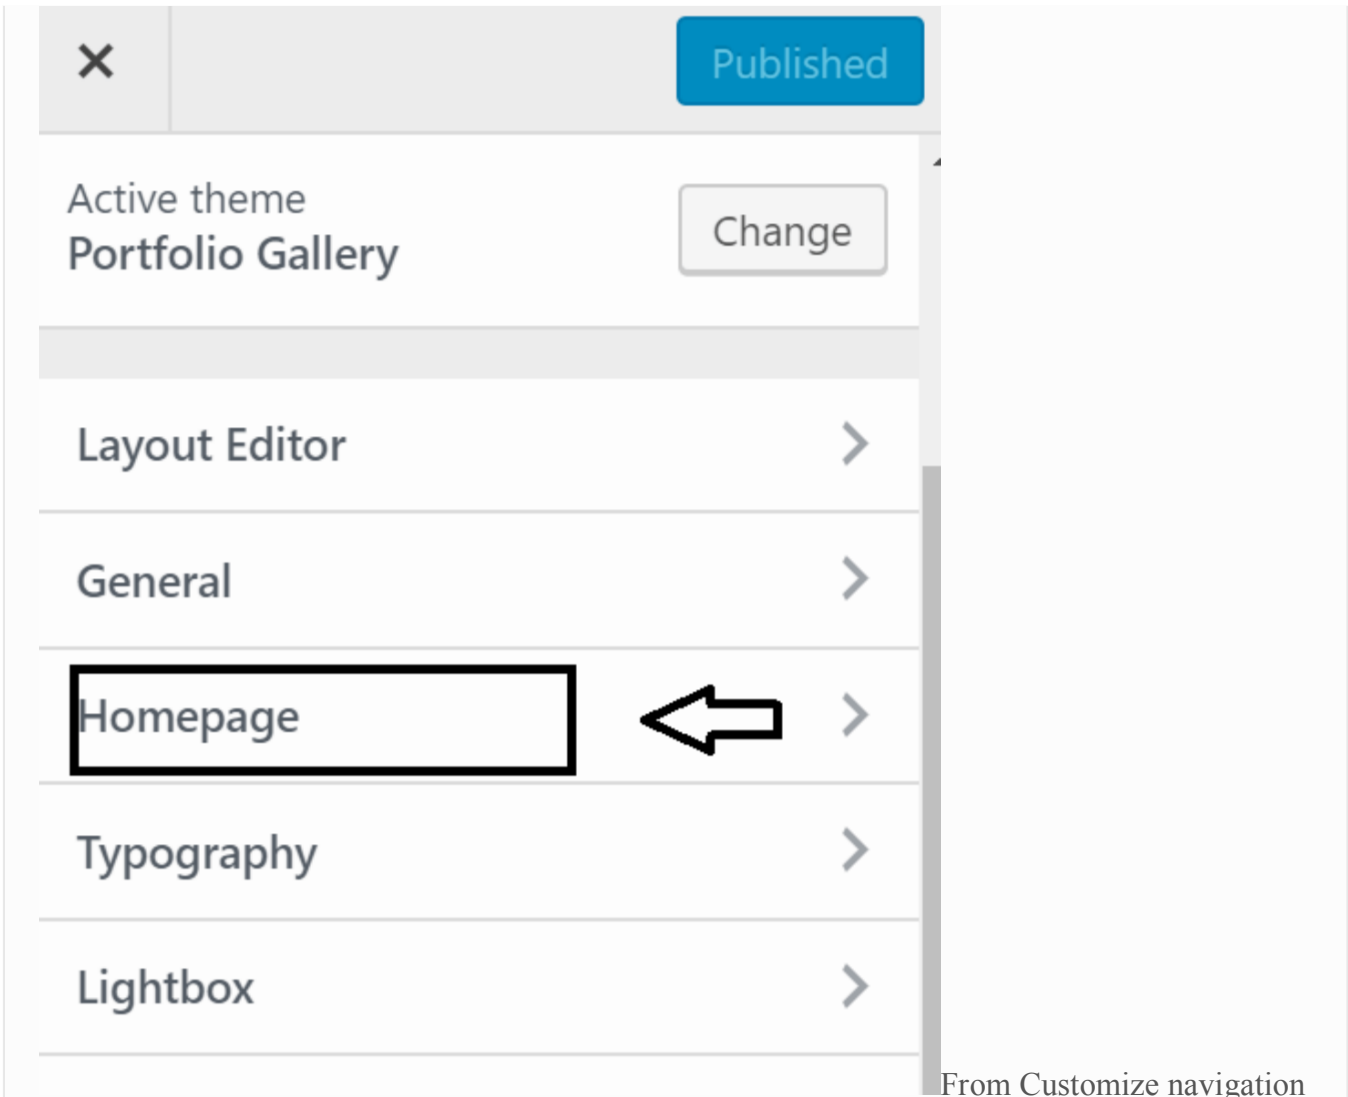 Published
Active theme
Portfolio Gallery
Change
Layout Editor
General
Homepage
Typography
Lightbox
From Customize navigation